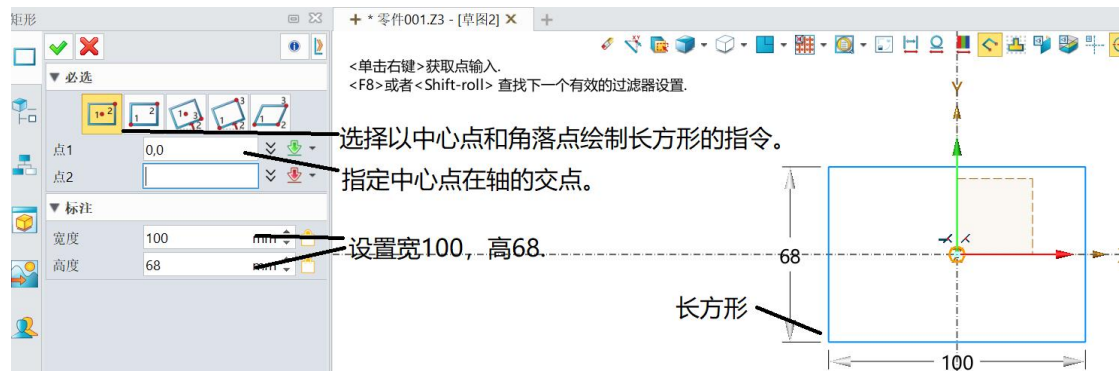 矩形
零件001.Z3 - [草图2]
<单击右键>获取点输入.
<F8>或者<Shift-roll> 查找下一个有效的过滤器设置.
▼ 必选
选择以中心点和角落点绘制长方形的指令。
点1 0,0
指定中心点在轴的交点。
点2
▼ 标注
宽度 100 mm
设置宽100，高68.
高度 68 mm
长方形
Y
68
100